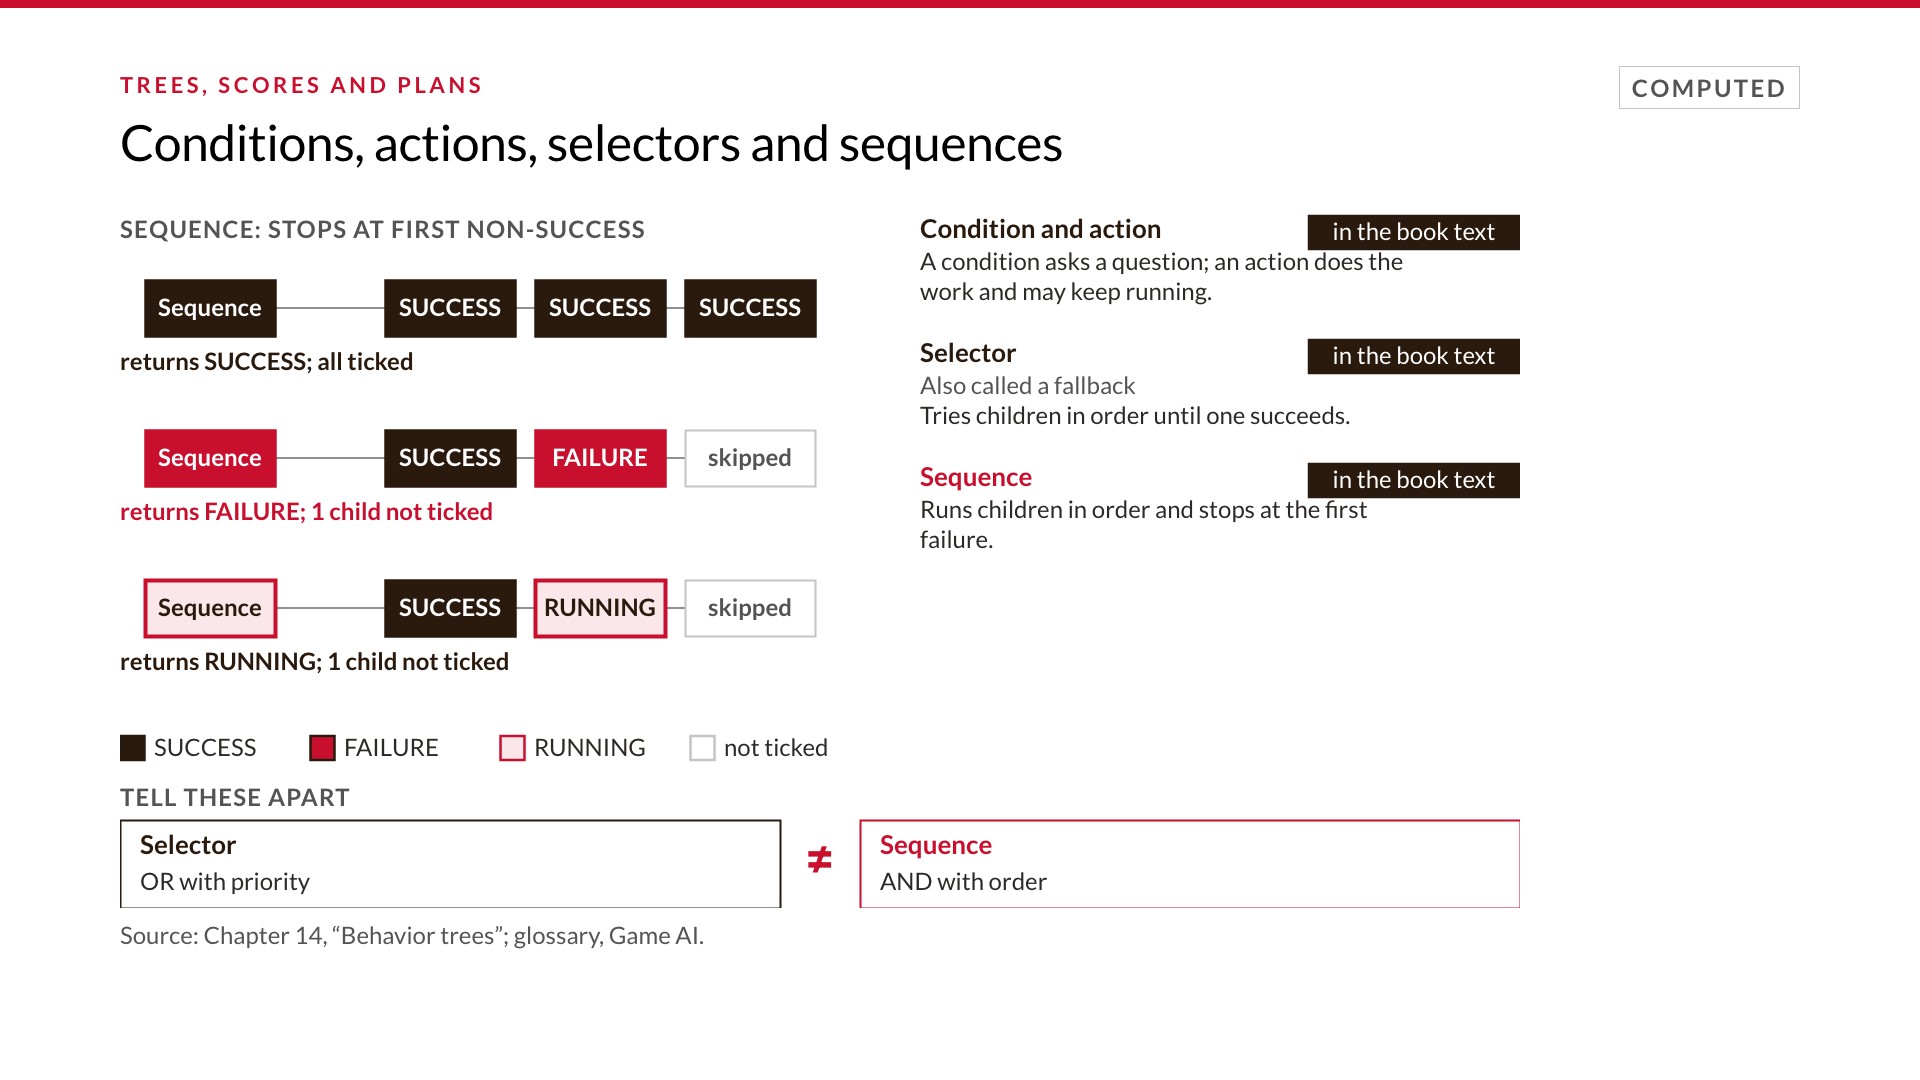 TREES, SCORES AND PLANS
COMPUTED
Conditions, actions, selectors and sequences
SEQUENCE: STOPS AT FIRST NON-SUCCESS
Sequence SUCCESS SUCCESS SUCCESS
returns SUCCESS; all ticked
Sequence SUCCESS FAILURE skipped
returns FAILURE; 1 child not ticked
Sequence SUCCESS RUNNING skipped
returns RUNNING; 1 child not ticked
SUCCESS FAILURE RUNNING not ticked
Condition and action in the book text
A condition asks a question; an action does the
work and may keep running.
Selector in the book text
Also called a fallback
Tries children in order until one succeeds.
Sequence in the book text
Runs children in order and stops at the first
failure.
TELL THESE APART
Selector
OR with priority
≠
Sequence
AND with order
Source: Chapter 14, “Behavior trees”; glossary, Game AI.